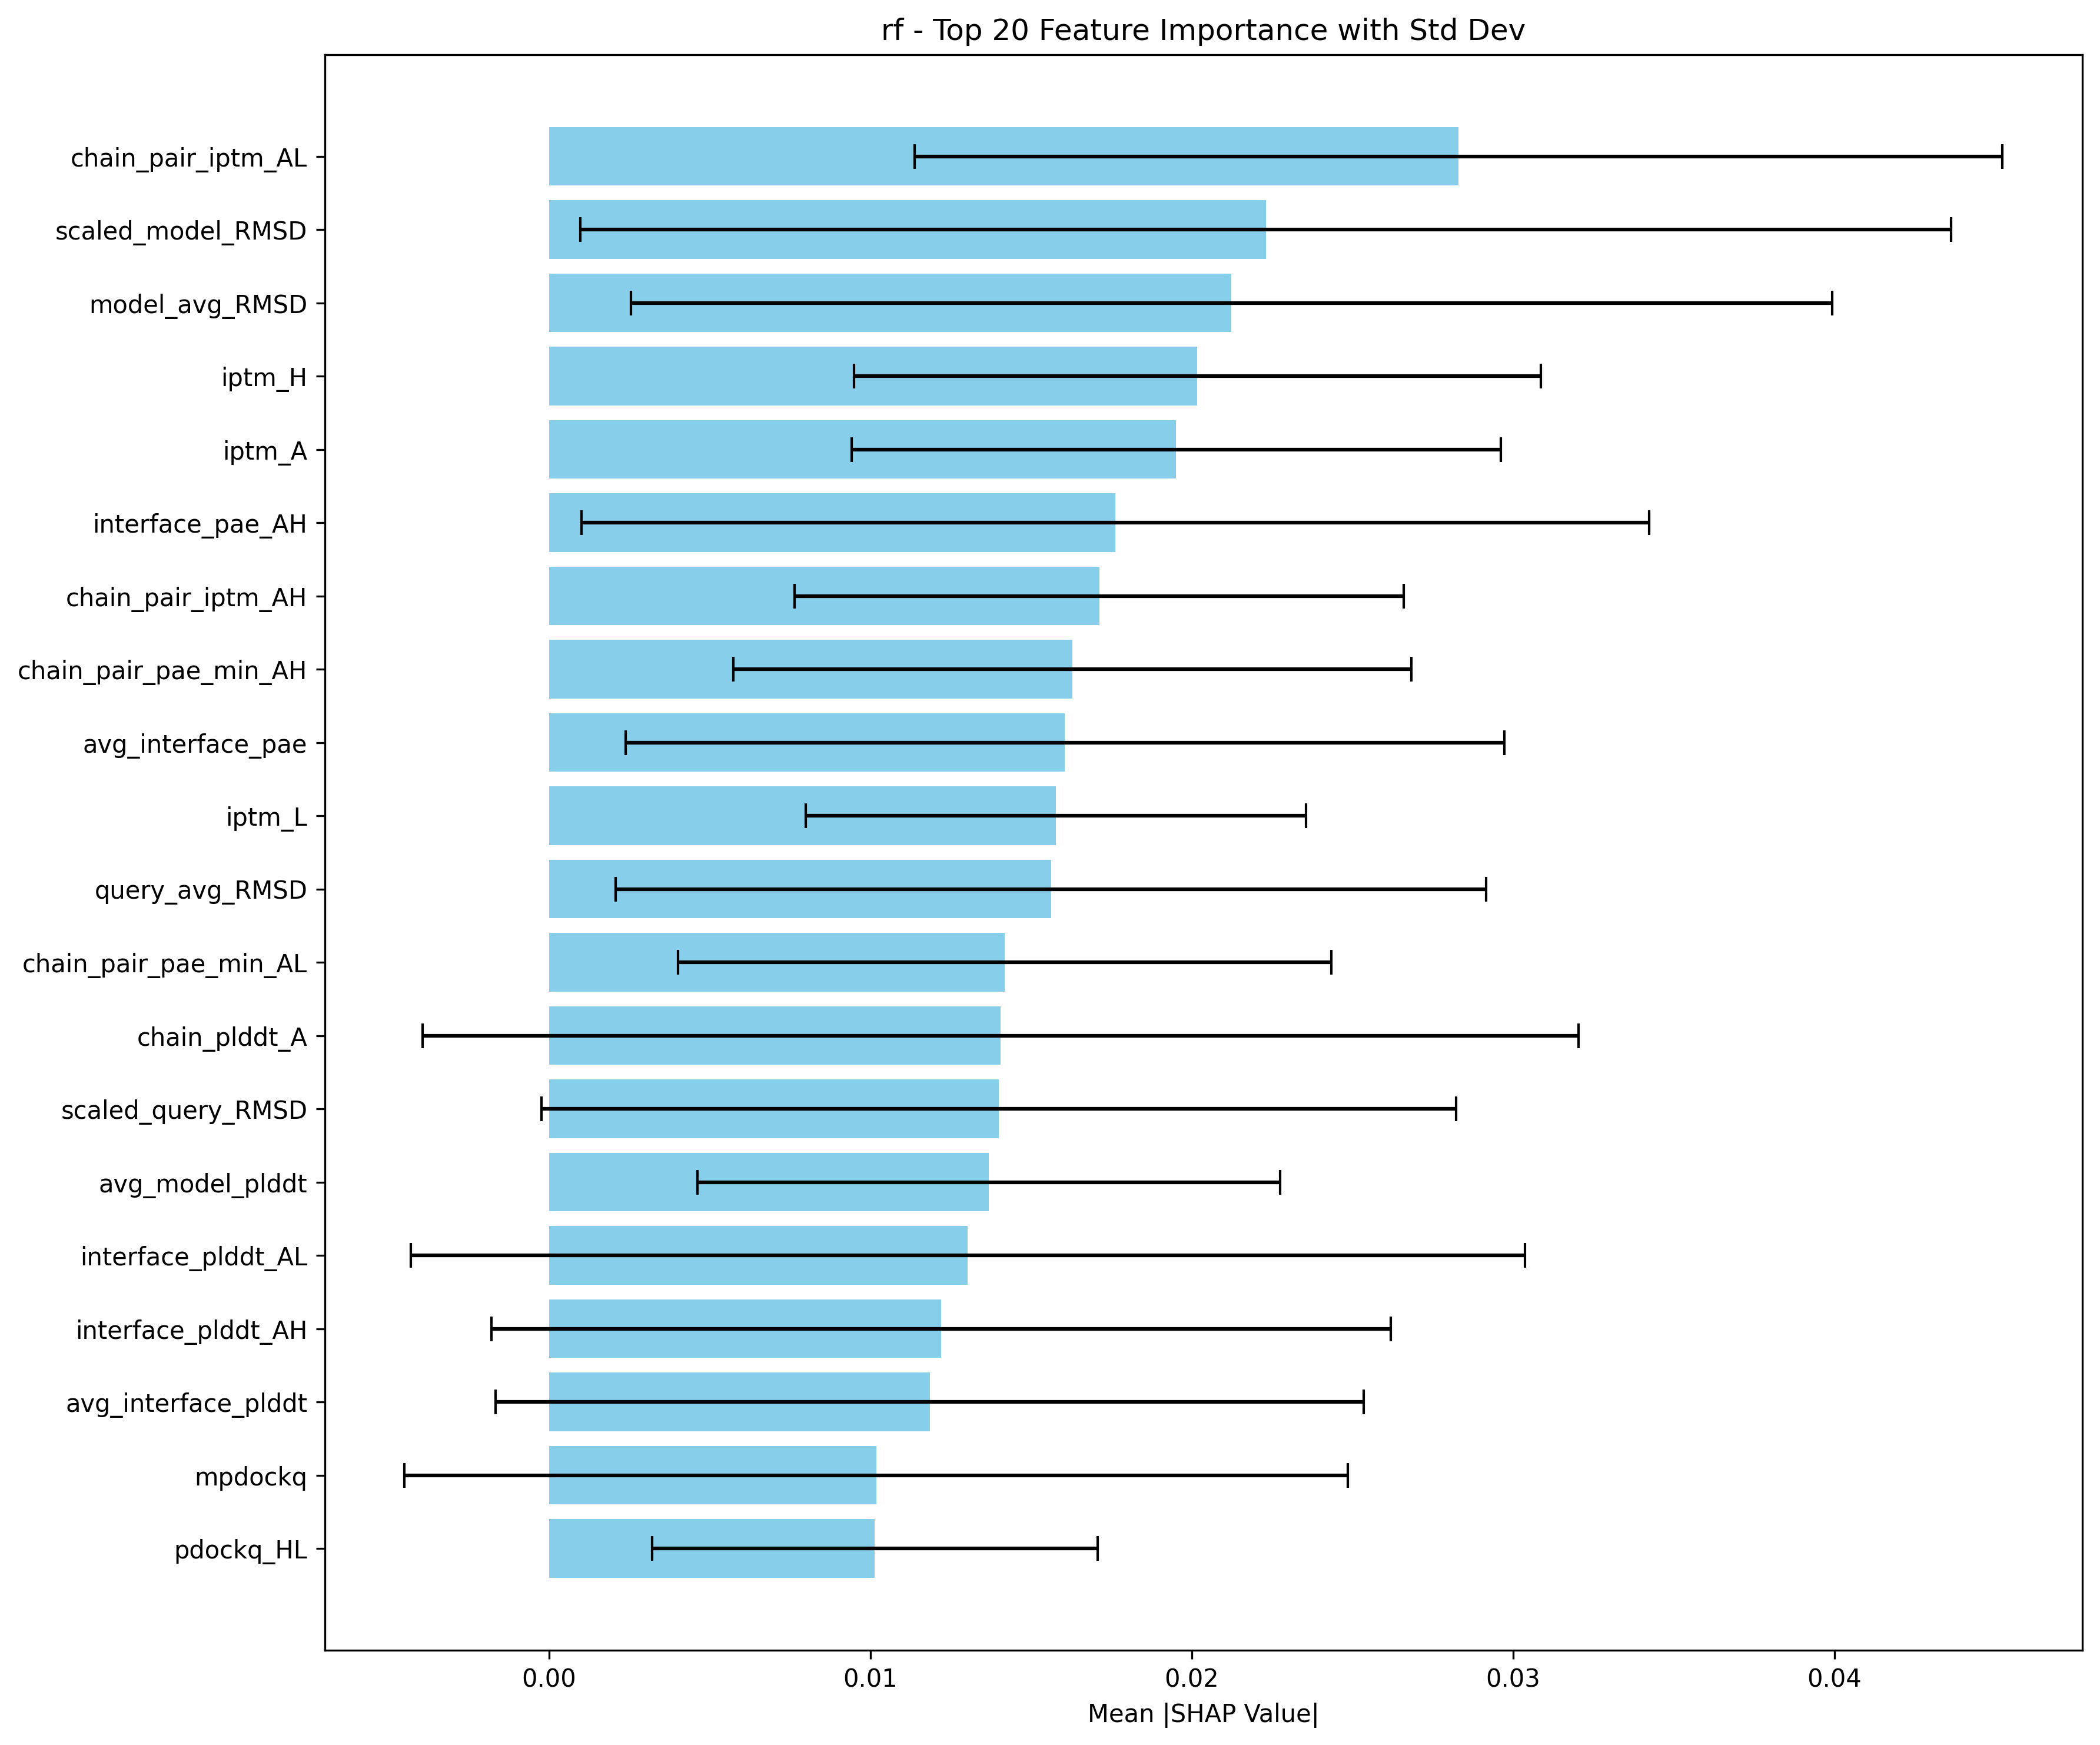 rf - Top 20 Feature Importance with Std Dev
chain_pair_iptm_AL
scaled_model_RMSD
model_avg_RMSD
iptm_H
iptm_A
interface_pae_AH
chain_pair_iptm_AH
chain_pair_pae_min_AH
avg_interface_pae
iptm_L
query_avg_RMSD
chain_pair_pae_min_AL
chain_plddt_A
scaled_query_RMSD
avg_model_plddt
interface_plddt_AL
interface_plddt_AH
avg_interface_plddt
mpdockq
pdockq_HL
0.00 0.01 0.02 0.03 0.04
Mean |SHAP Value|